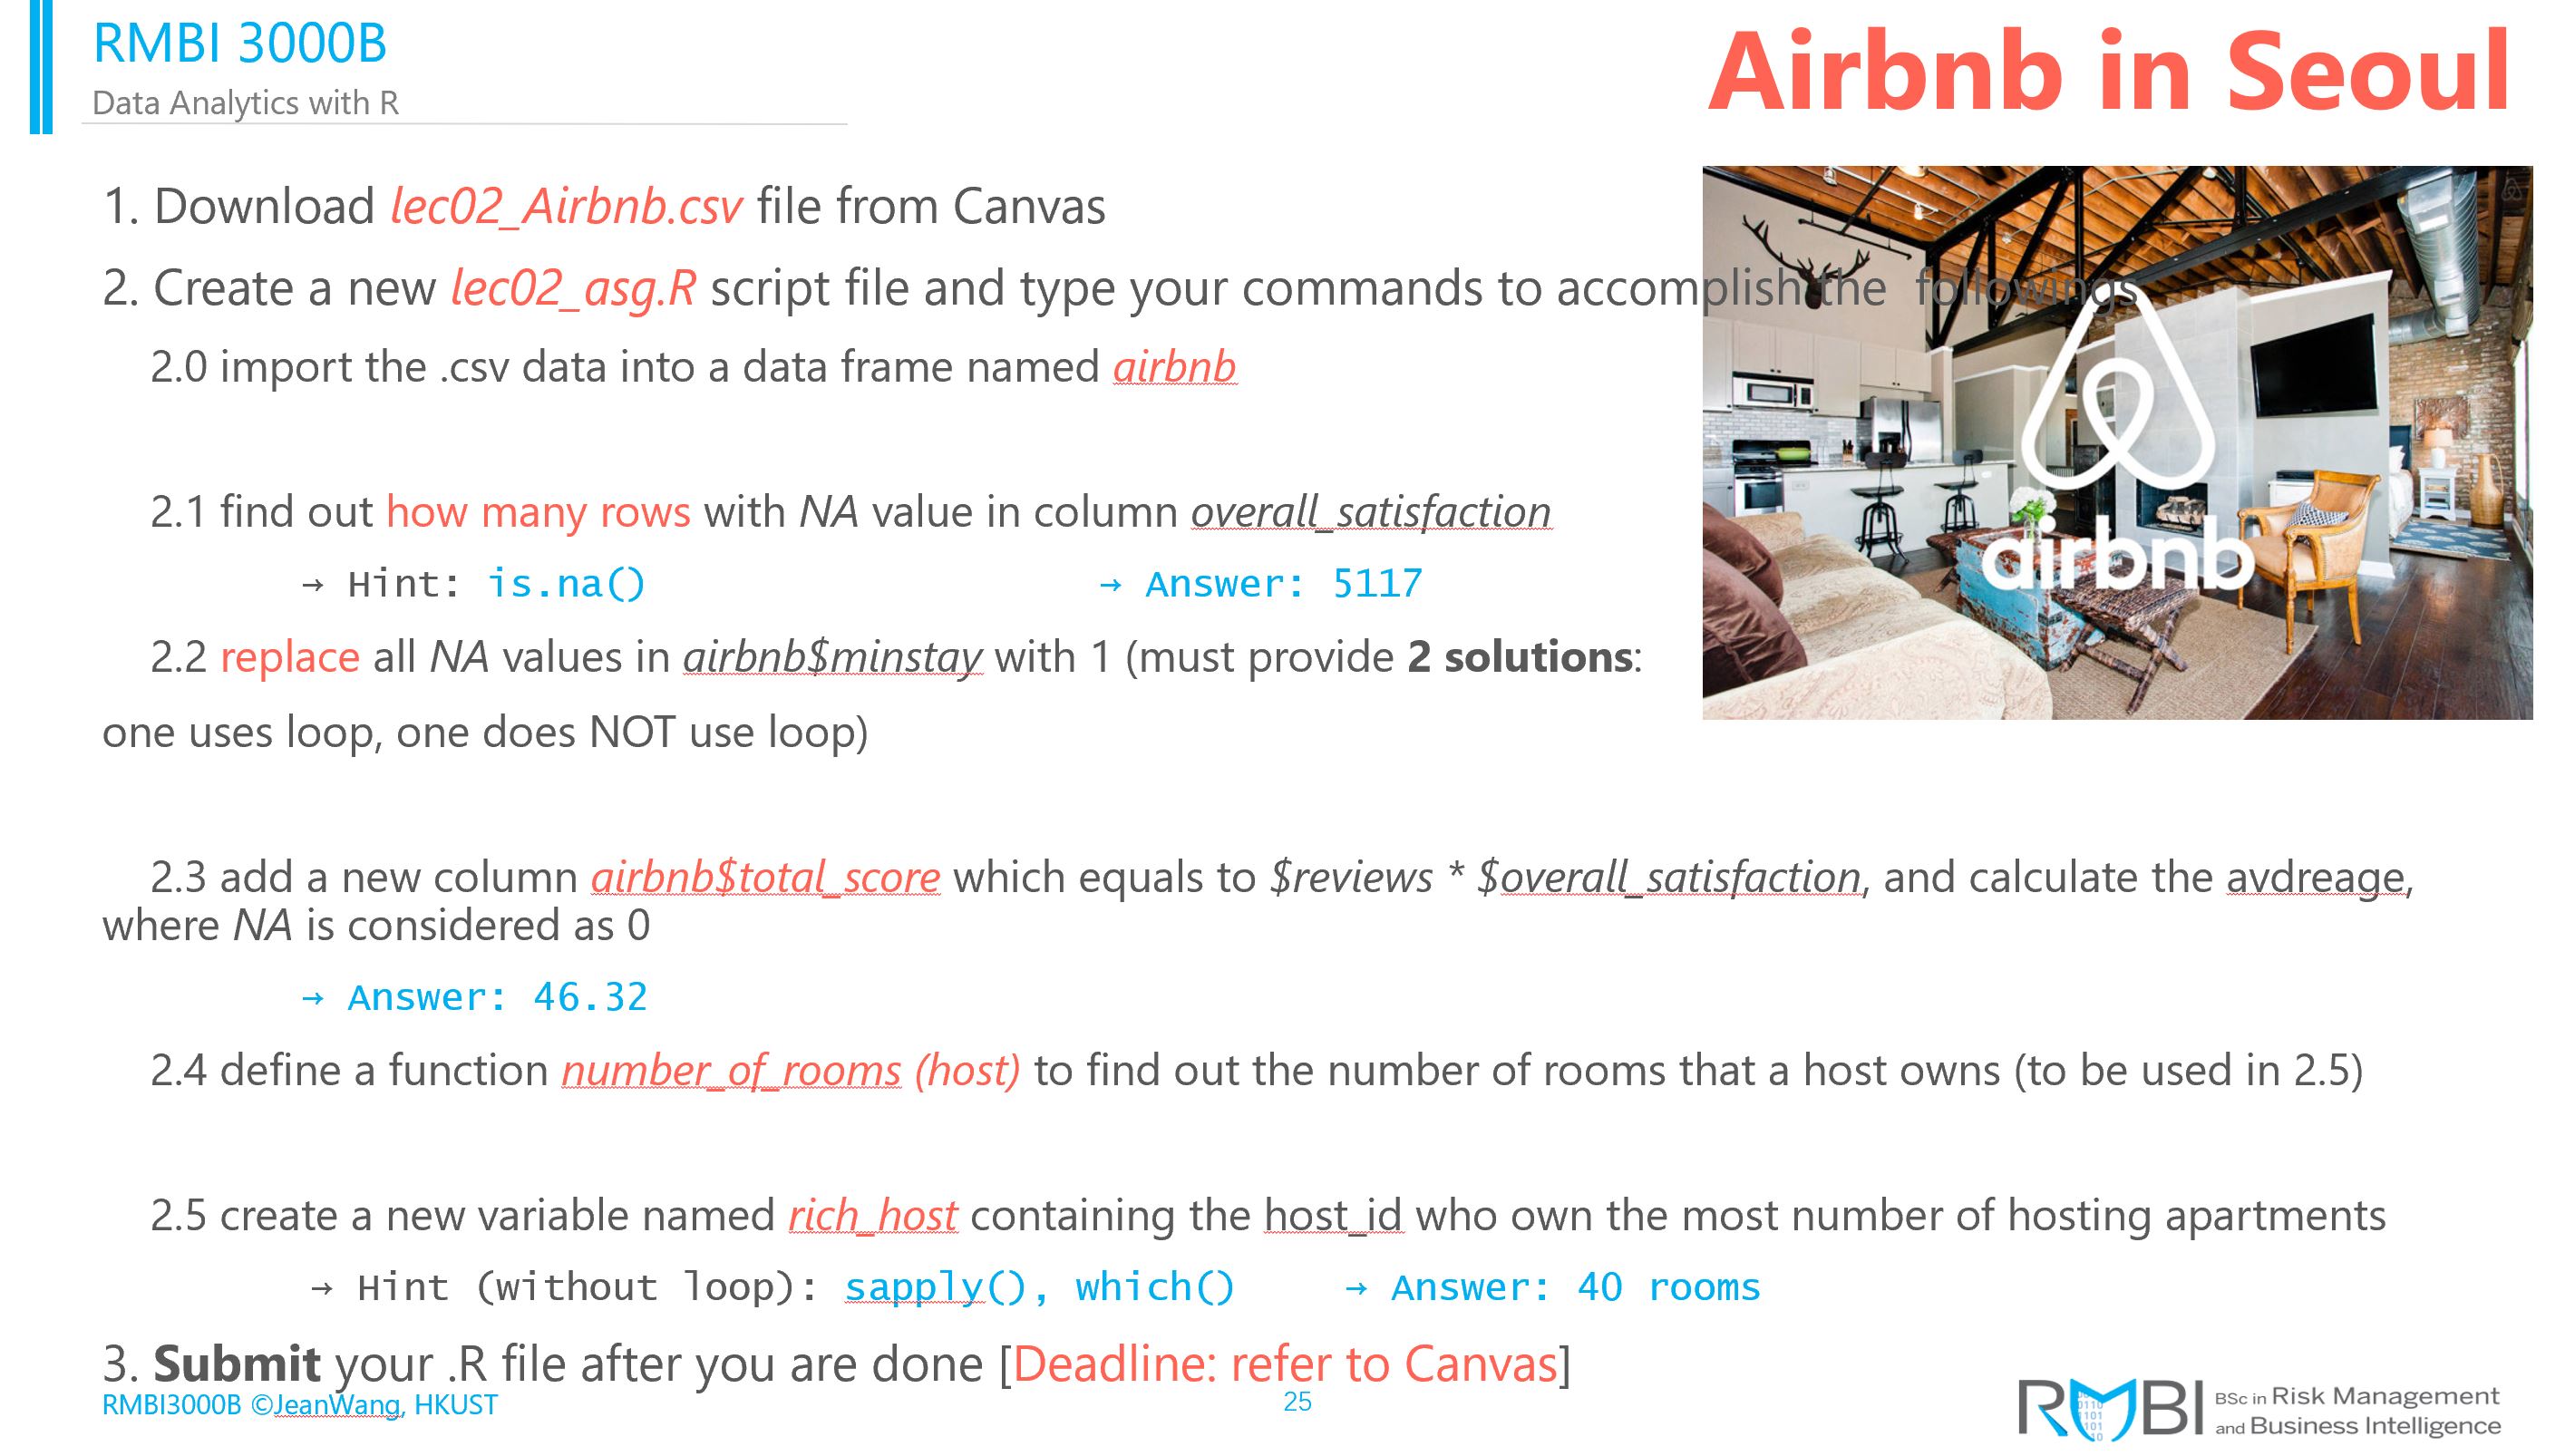 RMBI 3000B
Data Analytics with R
Airbnb in Seoul
1. Download lec02_Airbnb.csv file from Canvas
2. Create a new lec02_asg.R script file and type your commands to accomplish the  followings
2.0 import the .csv data into a data frame named airbnb
2.1 find out how many rows with NA value in column overall_satisfaction
→ Hint: is.na() → Answer: 5117
2.2 replace all NA values in airbnb$minstay with 1 (must provide 2 solutions:
one uses loop, one does NOT use loop)
airbnb
2.3 add a new column airbnb$total_score which equals to $reviews * $overall_satisfaction, and calculate the avdreage,
where NA is considered as 0
→ Answer: 46.32
2.4 define a function number_of_rooms (host) to find out the number of rooms that a host owns (to be used in 2.5)
2.5 create a new variable named rich_host containing the host_id who own the most number of hosting apartments
→ Hint (without loop): sapply(), which() → Answer: 40 rooms
3. Submit your .R file after you are done [Deadline: refer to Canvas]
RMBI3000B ©JeanWang, HKUST
25
RMBI BSc in Risk Management
and Business Intelligence